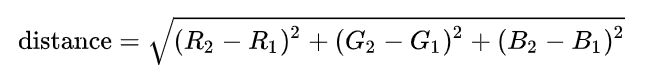 distance = √(R₂ − R₁)² + (G₂ − G₁)² + (B₂ − B₁)²